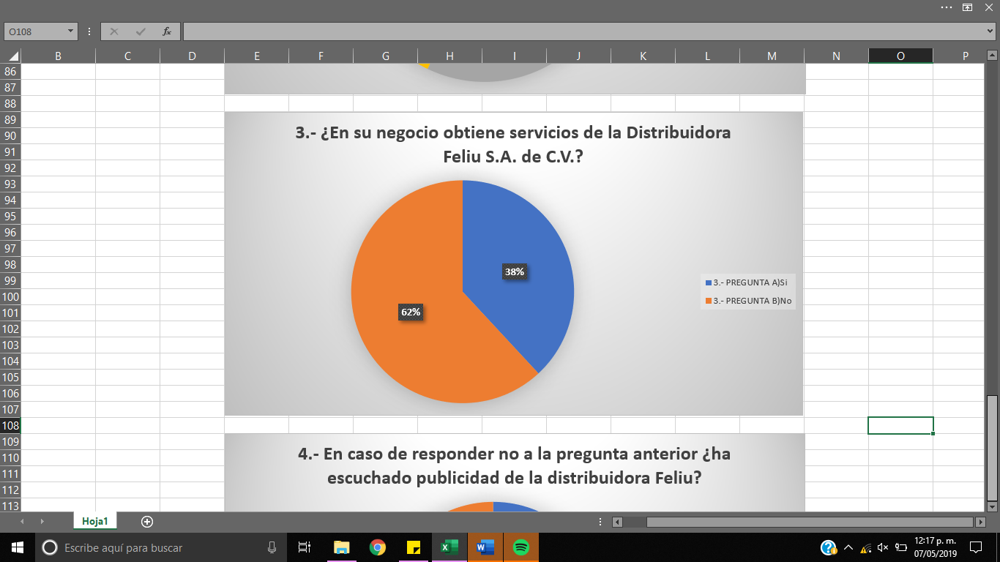 O108
fx
B C D E F G H I J K L M N O P
86
87
88
89
90
91
92
93
94
95
96
97
98
99
100
101
102
103
104
105
106
107
108
109
110
111
112
113
3.- ¿En su negocio obtiene servicios de la Distribuidora
Feliu S.A. de C.V.?
38%
62%
3.- PREGUNTA A)Si
3.- PREGUNTA B)No
4.- En caso de responder no a la pregunta anterior ¿ha
escuchado publicidad de la distribuidora Feliu?
Hoja1
Escribe aquí para buscar
12:17 p. m.
07/05/2019